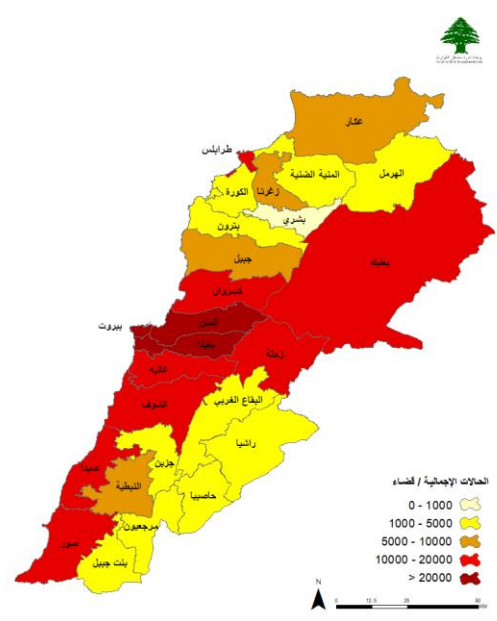 عكار
طرابلس
المنية الضنية
الهرمل
زغرتا
الكورة
بشري
بترون
جبيل
بعلبك
كسروان
المتن
بيروت
بعبدا
زحلة
عاليه
البقاع الغربي
الشوف
راشيا
جزين
صيدا
النبطية
حاصبيا
مرجعيون
صور
بنت جبيل
الحالات الإجمالية / قضاء
0 - 1000
1000 - 5000
5000 - 10000
10000 - 20000
> 20000
N
0 12.5 25 50
KM